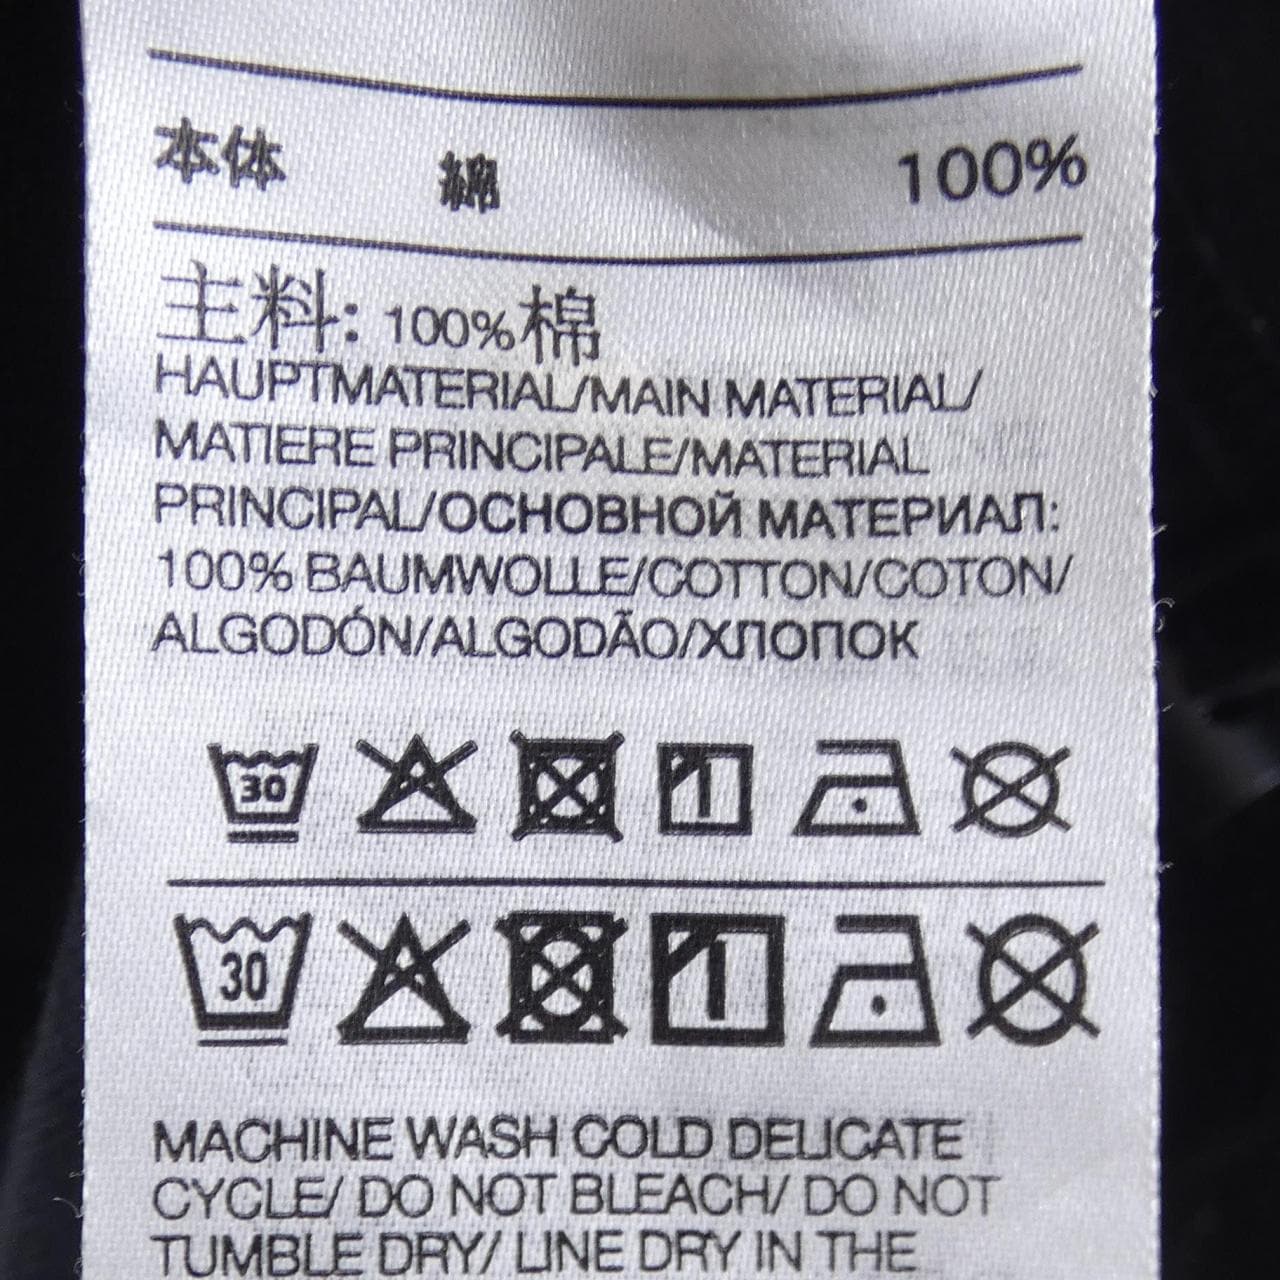 本体 綿 100%
主料: 100%棉
HAUPTMATERIAL/MAIN MATERIAL/
MATIERE PRINCIPALE/MATERIAL
PRINCIPAL/ОСНОВНОЙ МАТЕРИАЛ:
100% BAUMWOLLE/COTTON/COTON/
ALGODÓN/ALGODÃO/ХЛОПОК
30
30
MACHINE WASH COLD DELICATE
CYCLE/ DO NOT BLEACH/ DO NOT
TUMBLE DRY/ LINE DRY IN THE